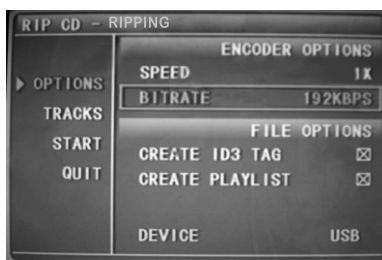 RIP CD - RIPPING
ENCODER OPTIONS
SPEED 1X
OPTIONS
BITRATE 192KBPS
TRACKS
FILE OPTIONS
START
CREATE ID3 TAG
QUIT
CREATE PLAYLIST
DEVICE USB